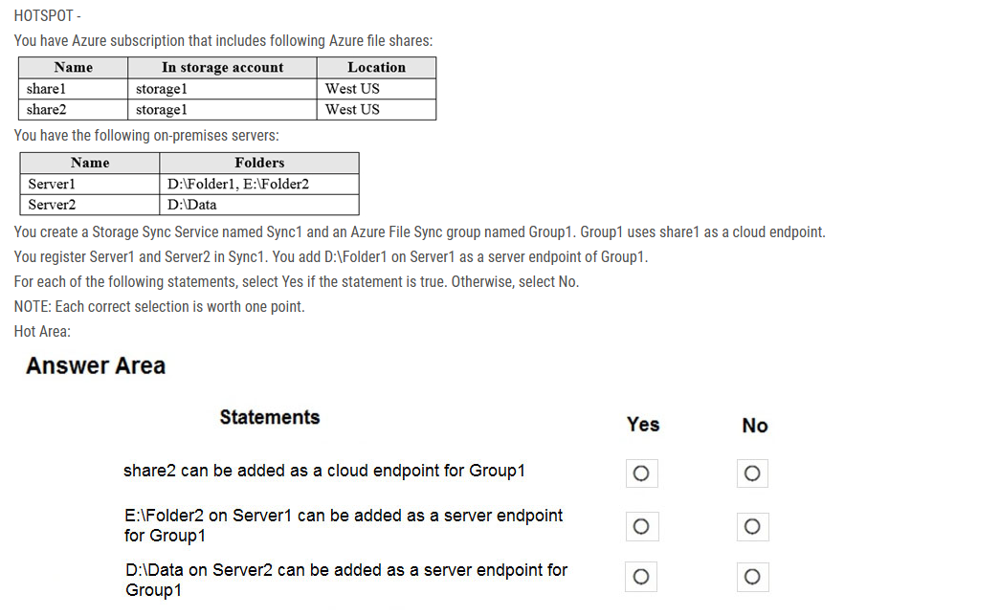 HOTSPOT -
You have Azure subscription that includes following Azure file shares:
Name In storage account Location
share1 storage1 West US
share2 storage1 West US
You have the following on-premises servers:
Name Folders
Server1 D:\Folder1, E:\Folder2
Server2 D:\Data
You create a Storage Sync Service named Sync1 and an Azure File Sync group named Group1. Group1 uses share1 as a cloud endpoint.
You register Server1 and Server2 in Sync1. You add D:\Folder1 on Server1 as a server endpoint of Group1.
For each of the following statements, select Yes if the statement is true. Otherwise, select No.
NOTE: Each correct selection is worth one point.
Hot Area:
Answer Area
Statements Yes No
share2 can be added as a cloud endpoint for Group1
E:\Folder2 on Server1 can be added as a server endpoint
for Group1
D:\Data on Server2 can be added as a server endpoint for
Group1